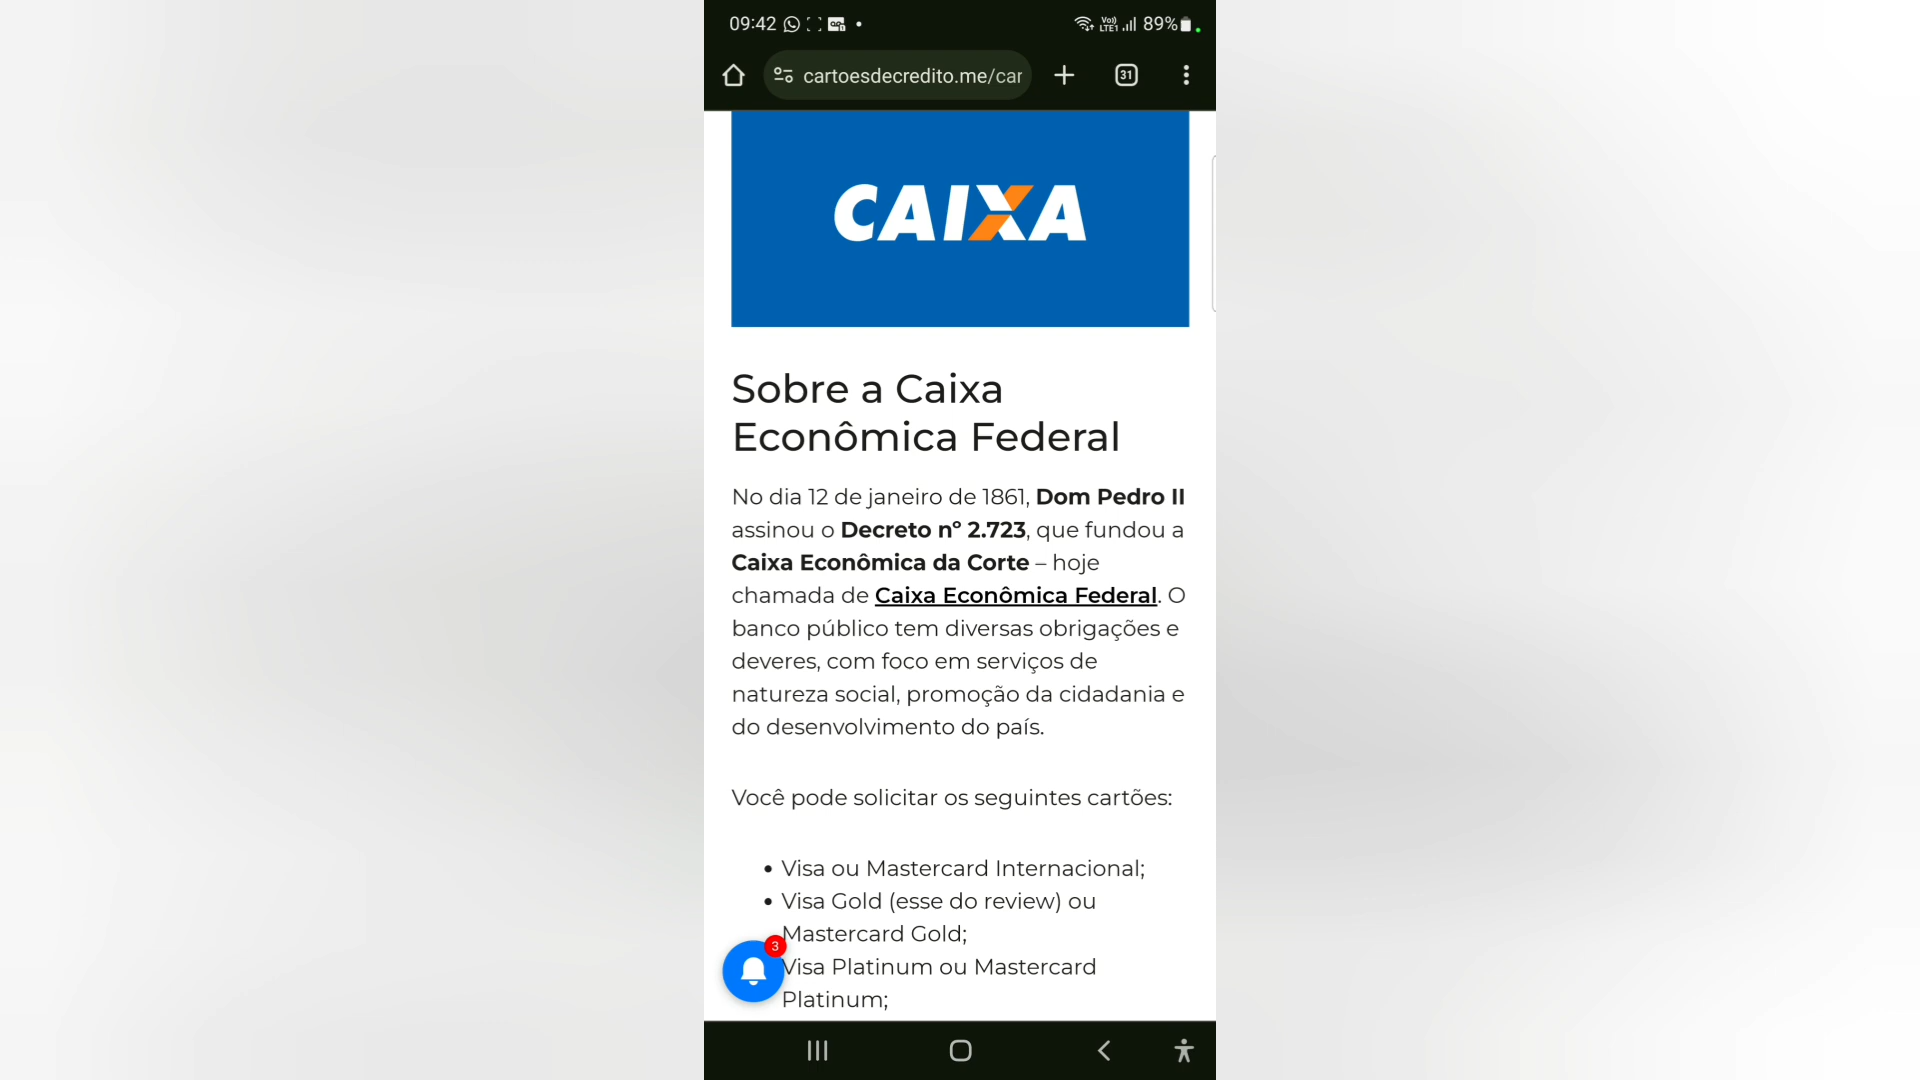 09:42
Vo)) LTE1 89%
cartoesdecredito.me/car
31
CAIXA
Sobre a Caixa
Econômica Federal
No dia 12 de janeiro de 1861, Dom Pedro II
assinou o Decreto nº 2.723, que fundou a
Caixa Econômica da Corte – hoje
chamada de Caixa Econômica Federal. O
banco público tem diversas obrigações e
deveres, com foco em serviços de
natureza social, promoção da cidadania e
do desenvolvimento do país.
Você pode solicitar os seguintes cartões:
• Visa ou Mastercard Internacional;
• Visa Gold (esse do review) ou
Mastercard Gold;
3
Visa Platinum ou Mastercard
Platinum;